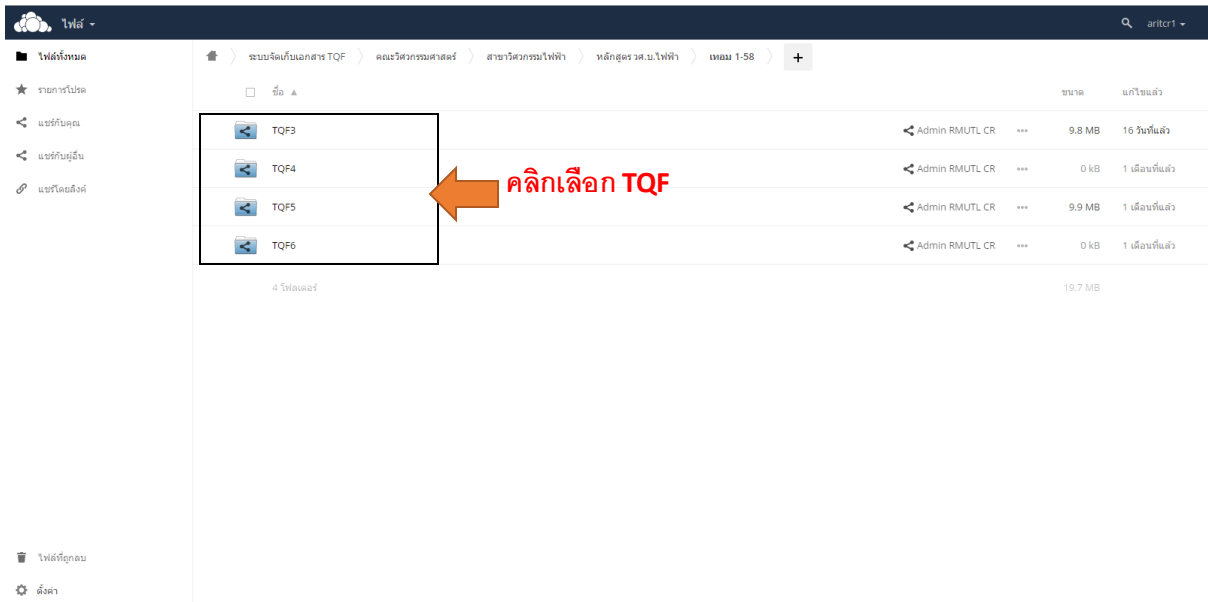 ไฟล์ aritcr1
ไฟล์ทั้งหมด
รายการโปรด
แชร์กับคุณ
แชร์กับผู้อื่น
แชร์โดยลิงค์
ระบบจัดเก็บเอกสาร TQF คณะวิศวกรรมศาสตร์ สาขาวิศวกรรมไฟฟ้า หลักสูตร วศ.บ.ไฟฟ้า เทอม 1-58 +
ชื่อ ขนาด แก้ไขแล้ว
TQF3 Admin RMUTL CR 9.8 MB 16 วันที่แล้ว
TQF4 Admin RMUTL CR 0 kB 1 เดือนที่แล้ว
คลิกเลือก TQF
TQF5 Admin RMUTL CR 9.9 MB 1 เดือนที่แล้ว
TQF6 Admin RMUTL CR 0 kB 1 เดือนที่แล้ว
4 โฟลเดอร์ 19.7 MB
ไฟล์ที่ถูกลบ
ตั้งค่า